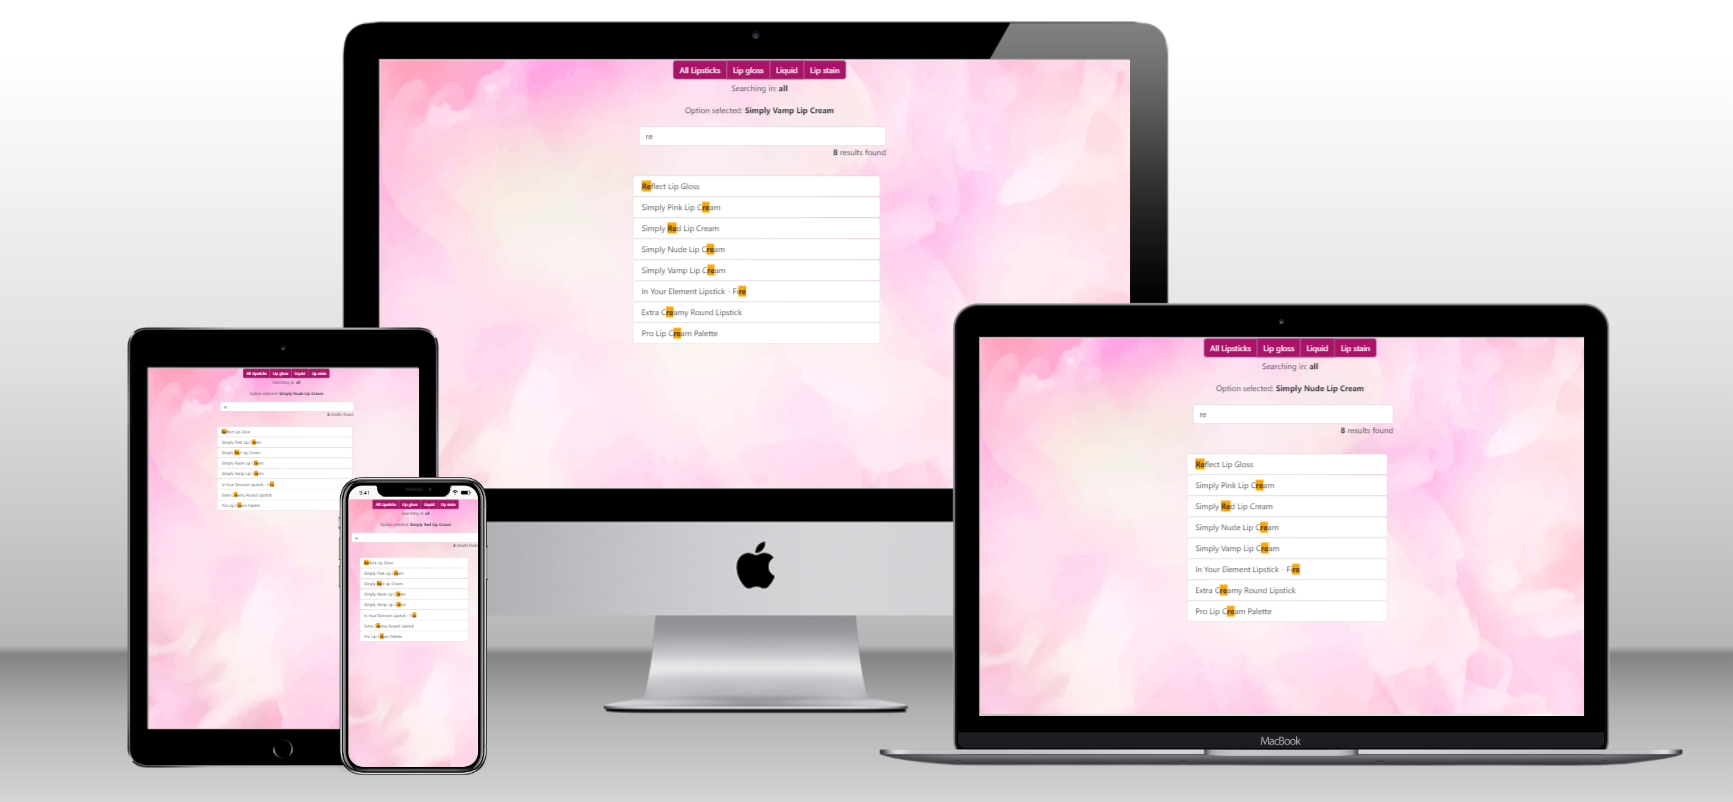 All Lipsticks Lip gloss Liquid Lip stain
Searching in: all
Option selected: Simply Vamp Lip Cream
re
8 results found
Reflect Lip Gloss
Simply Pink Lip Cream
Simply Red Lip Cream
Simply Nude Lip Cream
Simply Vamp Lip Cream
In Your Element Lipstick - Fire
Extra Creamy Round Lipstick
Pro Lip Cream Palette
All Lipsticks Lip gloss Liquid Lip stain
Searching in: all
Option selected: Simply Nude Lip Cream
re
8 results found
Reflect Lip Gloss
Simply Pink Lip Cream
Simply Red Lip Cream
Simply Nude Lip Cream
Simply Vamp Lip Cream
In Your Element Lipstick - Fire
Extra Creamy Round Lipstick
Pro Lip Cream Palette
9:41
All Lipsticks Lip gloss Liquid Lip stain
Searching in: all
Option selected: Simply Red Lip Cream
re
8 results found
Reflect Lip Gloss
Simply Pink Lip Cream
Simply Red Lip Cream
Simply Nude Lip Cream
Simply Vamp Lip Cream
In Your Element Lipstick - Fire
Extra Creamy Round Lipstick
Pro Lip Cream Palette
All Lipsticks Lip gloss Liquid Lip stain
Searching in: all
Option selected: Simply Nude Lip Cream
re
8 results found
Reflect Lip Gloss
Simply Pink Lip Cream
Simply Red Lip Cream
Simply Nude Lip Cream
Simply Vamp Lip Cream
In Your Element Lipstick - Fire
Extra Creamy Round Lipstick
Pro Lip Cream Palette
MacBook